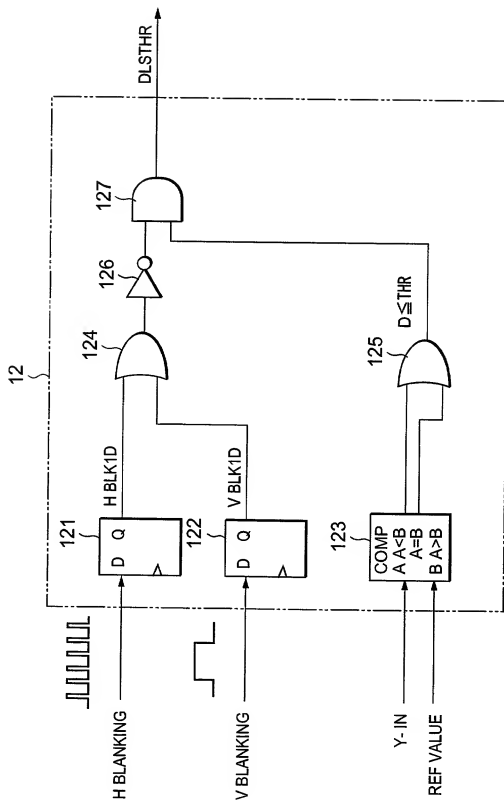 12
H BLANKING
121
D Q
H BLK1D
124
126
127
DLSTHR
V BLANKING
122
D Q
V BLK1D
Y- IN
REF VALUE
123
COMP
A A<B
A=B
B A>B
125
D≦THR